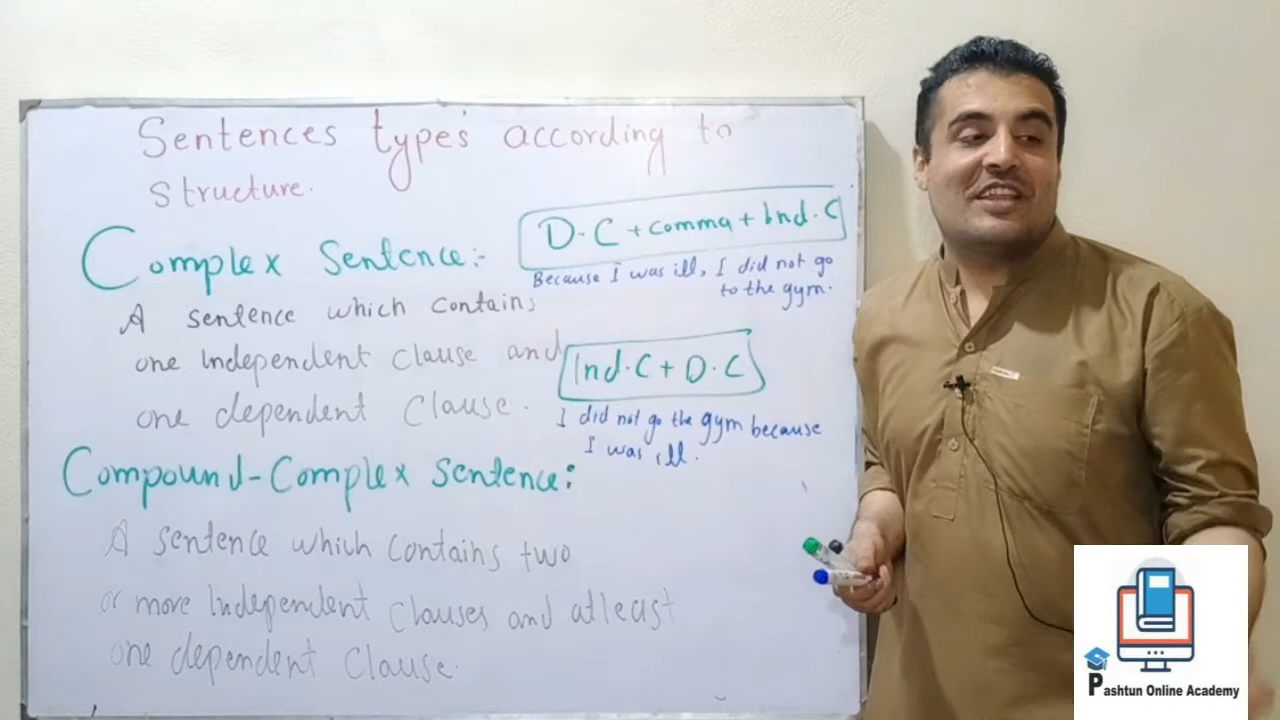 Sentences types according to
structure.
Complex Sentence:-
A sentence which contains
one Independent Clause and
one dependent Clause.
D.C + comma + Ind.C
Because I was ill, I did not go
to the gym.
Ind.C + D.C
I did not go the gym because
I was ill.
Compound-Complex sentence:
A sentence which contains two
or more Independent Clauses and atleast
one dependent Clause.
Pashtun Online Academy